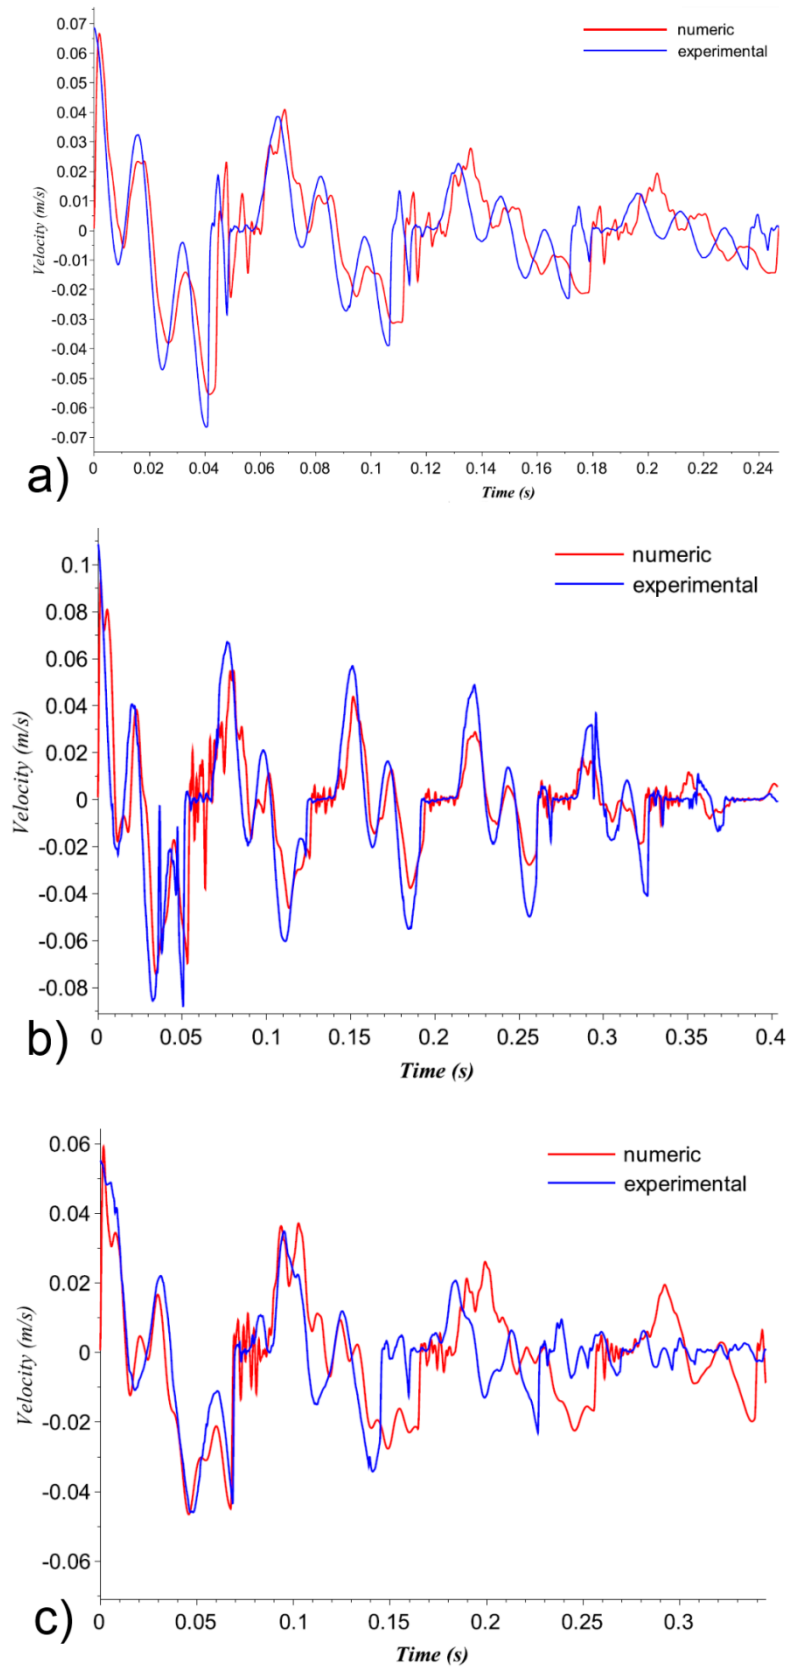 0.07
0.06
0.05
0.04
0.03
0.02
0.01
0
-0.01
-0.02
-0.03
-0.04
-0.05
-0.06
-0.07
Velocity (m/s)
numeric
experimental
0 0.02 0.04 0.06 0.08 0.1 0.12 0.14 0.16 0.18 0.2 0.22 0.24
Time (s)
a)
0.1
0.08
0.06
0.04
0.02
0
-0.02
-0.04
-0.06
-0.08
Velocity (m/s)
numeric
experimental
0 0.05 0.1 0.15 0.2 0.25 0.3 0.35 0.4
Time (s)
b)
0.06
0.04
0.02
0
-0.02
-0.04
-0.06
Velocity (m/s)
numeric
experimental
0 0.05 0.1 0.15 0.2 0.25 0.3
Time (s)
c)